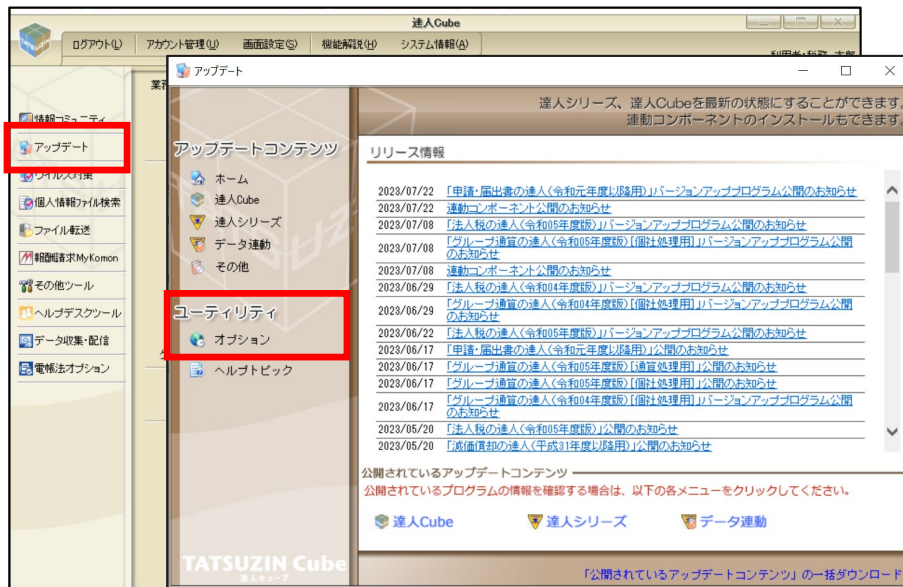 達人Cube
ログアウト(L) アカウント管理(U) 画面設定(S) 機能解説(H) システム情報(A)
情報コミュニティ
アップデート
ウイルス対策
個人情報ファイル検索
ファイル転送
報酬請求MyKomon
その他ツール
ヘルプデスクツール
データ収集・配信
電帳法オプション
アップデート
達人シリーズ、達人Cubeを最新の状態にすることができます。
連動コンポーネントのインストールもできます。
アップデートコンテンツ
ホーム
達人Cube
達人シリーズ
データ連動
その他
ユーティリティ
オプション
ヘルプトピック
TATSUZIN Cube
達人キューブ
リリース情報
2023/07/22 「申請・届出書の達人(令和元年度以降用)」バージョンアッププログラム公開のお知らせ
2023/07/22 連動コンポーネント公開のお知らせ
2023/07/08 「法人税の達人(令和05年度版)」バージョンアッププログラム公開のお知らせ
2023/07/08 「グループ通算の達人(令和05年度版)[個社処理用]」バージョンアッププログラム公開
のお知らせ
2023/07/08 連動コンポーネント公開のお知らせ
2023/06/29 「法人税の達人(令和04年度版)」バージョンアッププログラム公開のお知らせ
2023/06/29 「グループ通算の達人(令和04年度版)[個社処理用]」バージョンアッププログラム公開
のお知らせ
2023/06/22 「法人税の達人(令和05年度版)」バージョンアッププログラム公開のお知らせ
2023/06/17 「申請・届出書の達人(令和元年度以降用)」公開のお知らせ
2023/06/17 「グループ通算の達人(令和05年度版)[通算処理用]」公開のお知らせ
2023/06/17 「グループ通算の達人(令和05年度版)[個社処理用]」公開のお知らせ
2023/06/17 「グループ通算の達人(令和04年度版)[個社処理用]」バージョンアッププログラム公開
のお知らせ
2023/05/20 「法人税の達人(令和05年度版)」公開のお知らせ
2023/05/20 「減価償却の達人(平成31年度以降用)」公開のお知らせ
公開されているアップデートコンテンツ
公開されているプログラムの情報を確認する場合は、以下の各メニューをクリックしてください。
達人Cube 達人シリーズ データ連動
「公開されているアップデートコンテンツ」の一括ダウンロード